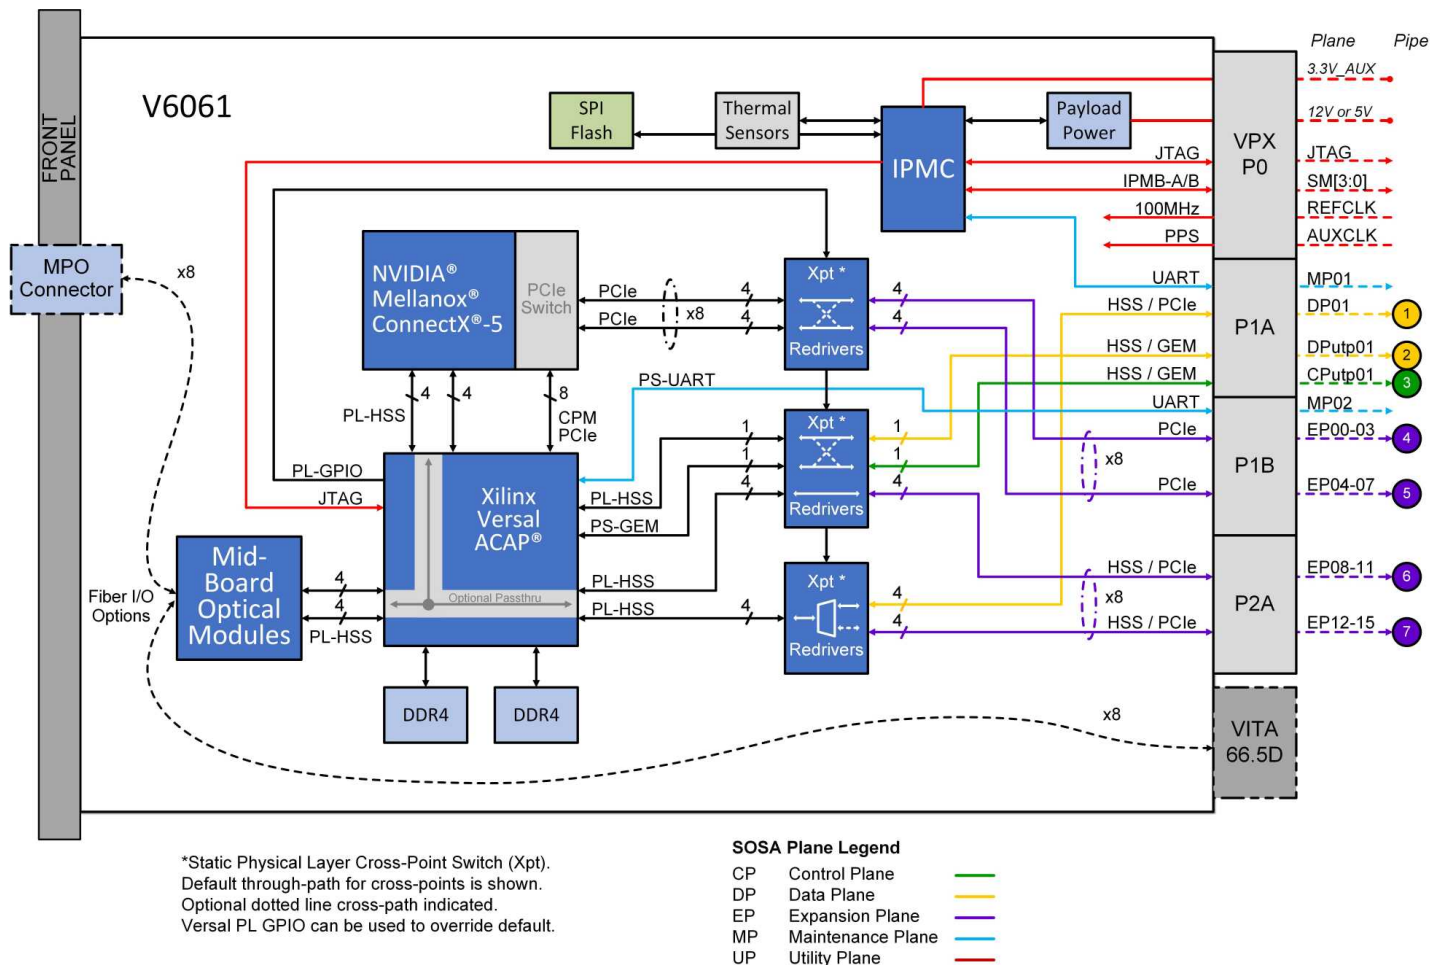 Plane Pipe
3.3V_AUX
V6061
SPI
Flash
Thermal
Sensors
Payload
Power
12V or 5V
FRONT
PANEL
IPMC
VPX
P0
JTAG
JTAG
IPMB-A/B
SM[3:0]
100MHz
REFCLK
PPS
AUXCLK
MPO
Connector
x8
NVIDIA®
Mellanox®
ConnectX®-5
PCIe
Switch
PCIe
4
PCIe
4
x8
Xpt *
Redrivers
4
4
UART
MP01
HSS / PCIe
DP01
1
P1A
HSS / GEM
DPutp01
2
HSS / GEM
CPutp01
3
4
4
8
PL-HSS
CPM
PCIe
PS-UART
UART
MP02
Xpt *
Redrivers
1
1
4
1
1
4
PCIe
EP00-03
4
x8
P1B
PCIe
EP04-07
5
PL-GPIO
JTAG
Xilinx
Versal
ACAP®
PL-HSS
PS-GEM
PL-HSS
PL-HSS
4
Optional Passthru
Mid-
Board
Optical
Modules
4
4
PL-HSS
Fiber I/O
Options
Xpt *
Redrivers
4
4
HSS / PCIe
EP08-11
6
x8
P2A
HSS / PCIe
EP12-15
7
DDR4
DDR4
x8
VITA
66.5D
*Static Physical Layer Cross-Point Switch (Xpt).
Default through-path for cross-points is shown.
Optional dotted line cross-path indicated.
Versal PL GPIO can be used to override default.
SOSA Plane Legend
CP Control Plane
DP Data Plane
EP Expansion Plane
MP Maintenance Plane
UP Utility Plane